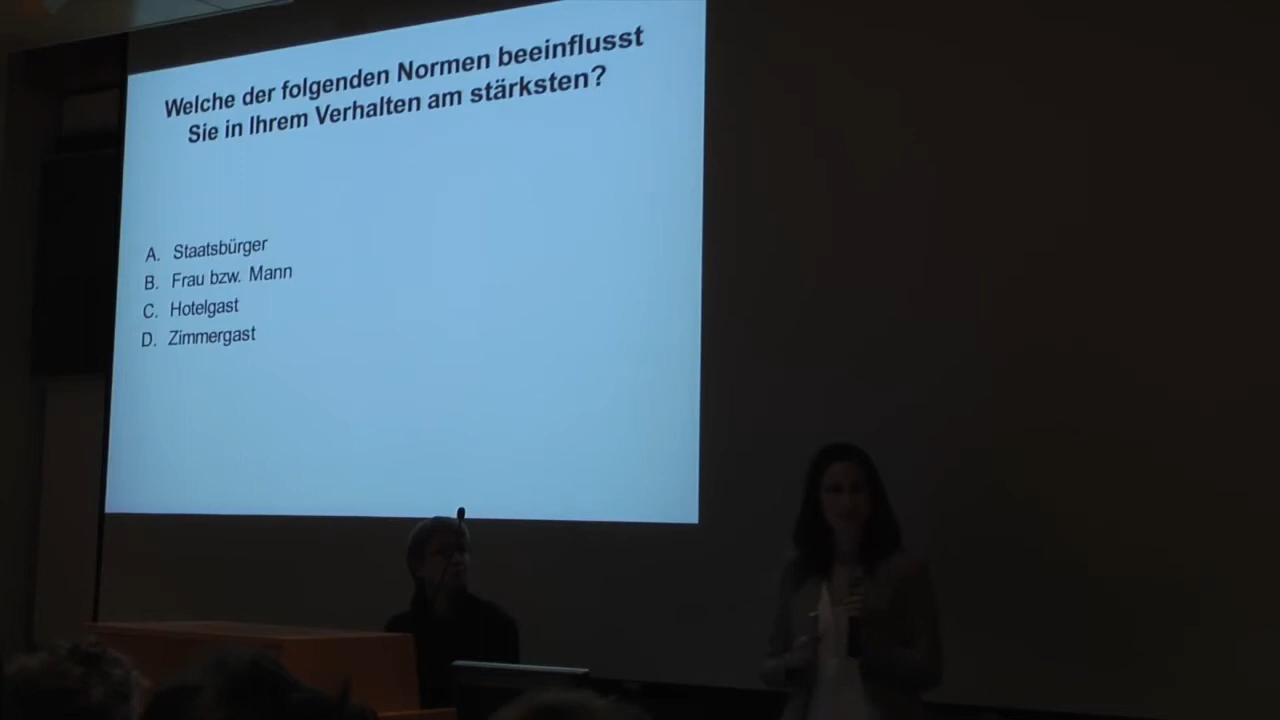 Welche der folgenden Normen beeinflusst
Sie in Ihrem Verhalten am stärksten?
A. Staatsbürger
B. Frau bzw. Mann
C. Hotelgast
D. Zimmergast